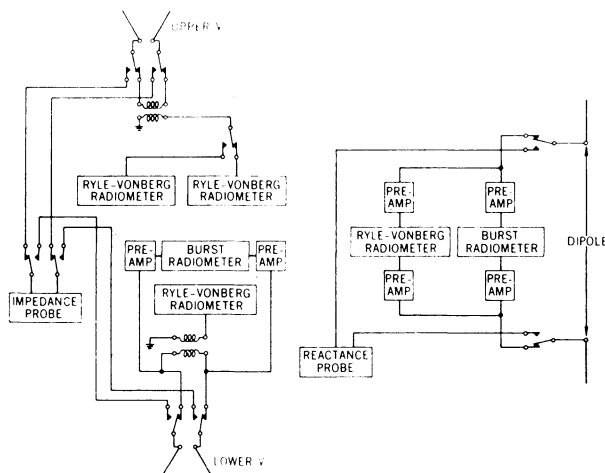 UPPER V
RYLE-VONBERG
RADIOMETER
RYLE-VONBERG
RADIOMETER
PRE-
AMP
BURST
RADIOMETER
PRE-
AMP
RYLE-VONBERG
RADIOMETER
IMPEDANCE
PROBE
LOWER V
PRE-
AMP
PRE-
AMP
RYLE-VONBERG
RADIOMETER
BURST
RADIOMETER
DIPOLE
PRE-
AMP
PRE-
AMP
REACTANCE
PROBE